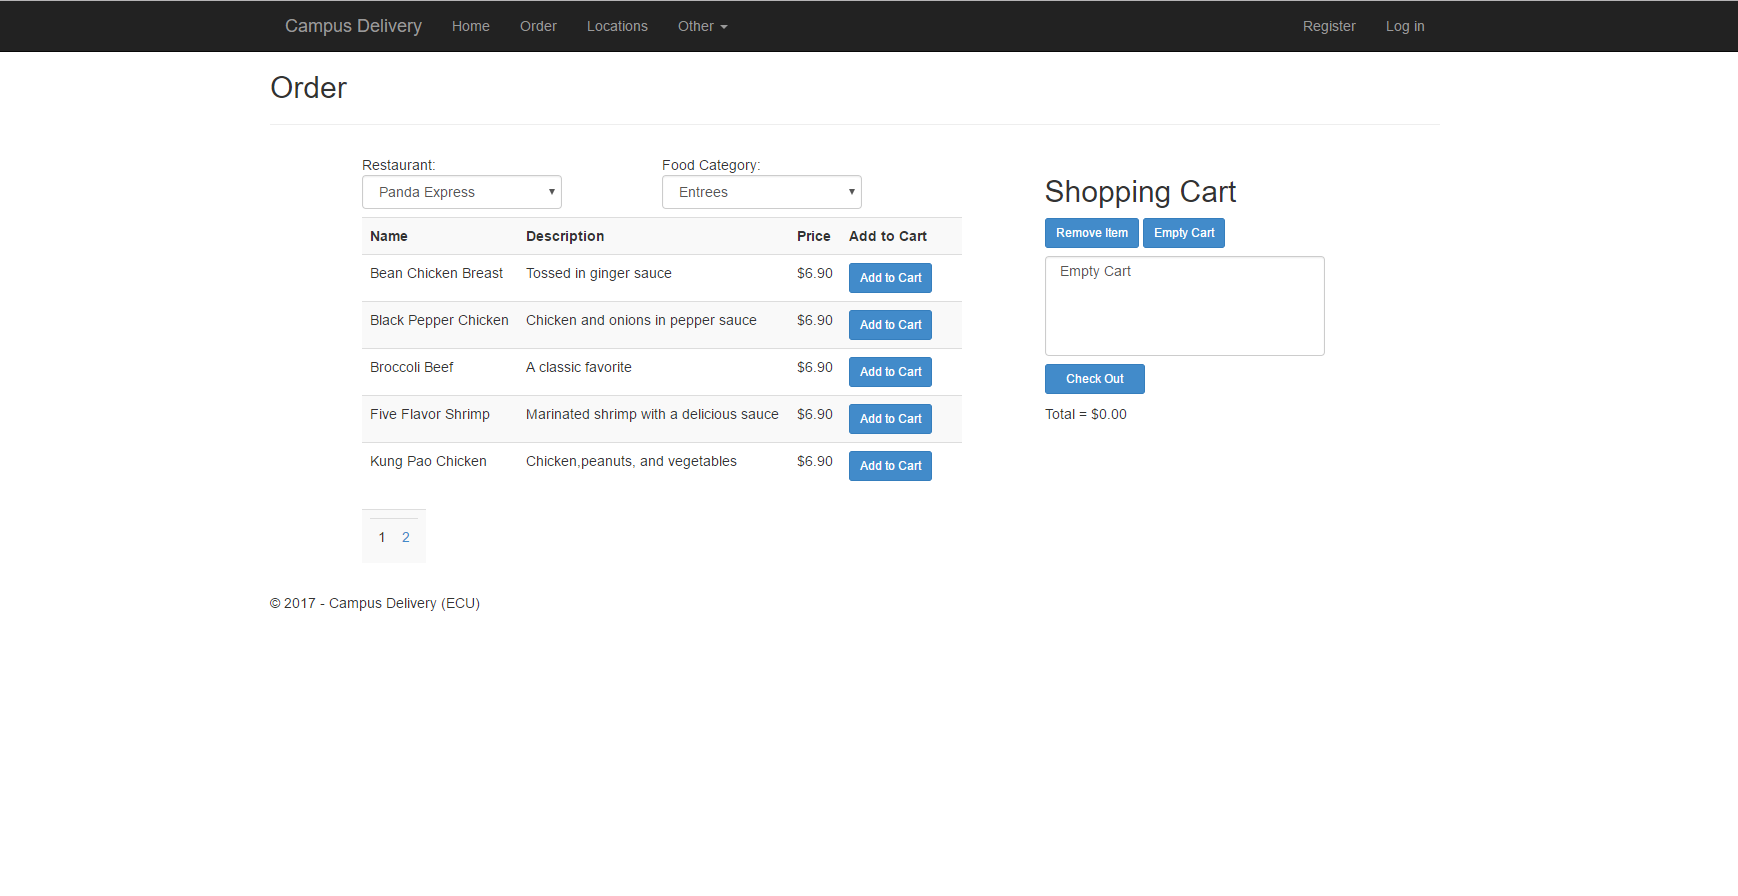 Campus Delivery Home Order Locations Other Register Log in
Order
Restaurant: Food Category:
Panda Express Entrees
Name Description Price Add to Cart
Bean Chicken Breast Tossed in ginger sauce $6.90 Add to Cart
Black Pepper Chicken Chicken and onions in pepper sauce $6.90 Add to Cart
Broccoli Beef A classic favorite $6.90 Add to Cart
Five Flavor Shrimp Marinated shrimp with a delicious sauce $6.90 Add to Cart
Kung Pao Chicken Chicken,peanuts, and vegetables $6.90 Add to Cart
1 2
Shopping Cart
Remove Item Empty Cart
Empty Cart
Check Out
Total = $0.00
© 2017 - Campus Delivery (ECU)